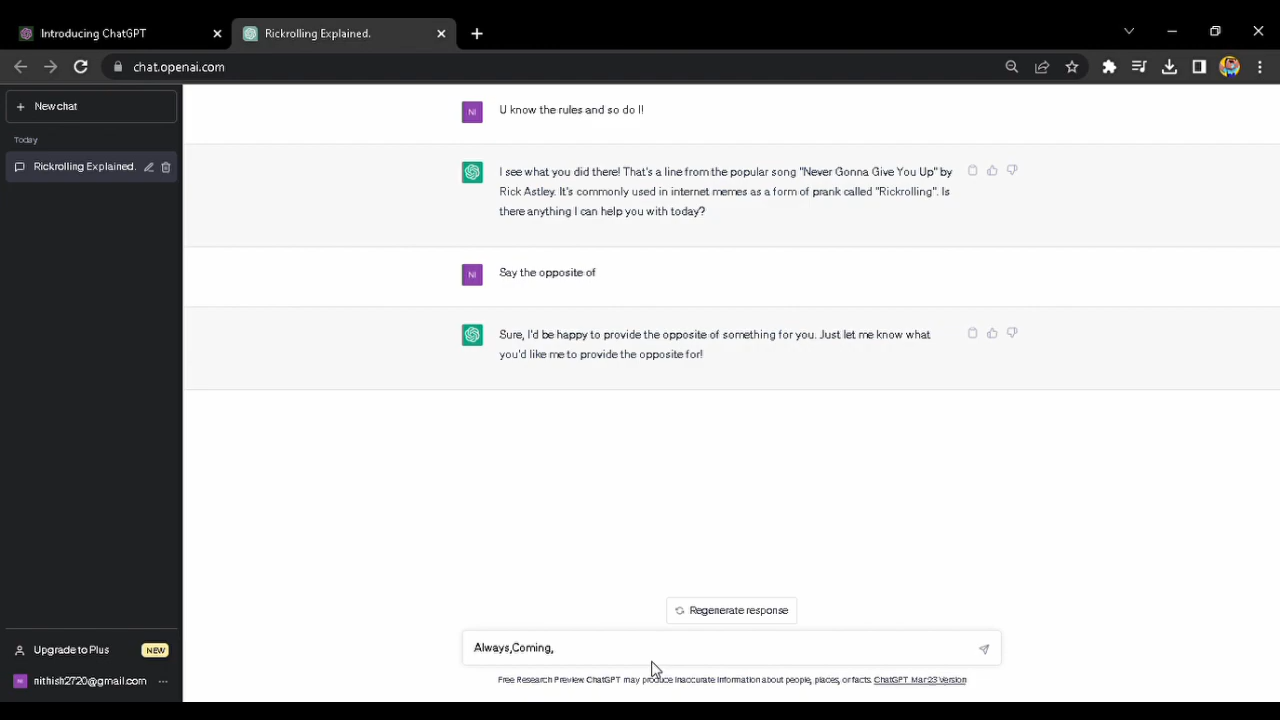 Introducing ChatGPT
Rickrolling Explained.
chat.openai.com
+ New chat
Today
Rickrolling Explained.
NI
U know the rules and so do I!
I see what you did there! That's a line from the popular song "Never Gonna Give You Up" by
Rick Astley. It's commonly used in internet memes as a form of prank called "Rickrolling". Is
there anything I can help you with today?
NI
Say the opposite of
Sure, I'd be happy to provide the opposite of something for you. Just let me know what
you'd like me to provide the opposite for!
Regenerate response
Always,Coming,
Upgrade to Plus NEW
NI nithish2720@gmail.com ...
Free Research Preview. ChatGPT may produce inaccurate information about people, places, or facts. ChatGPT Mar 23 Version